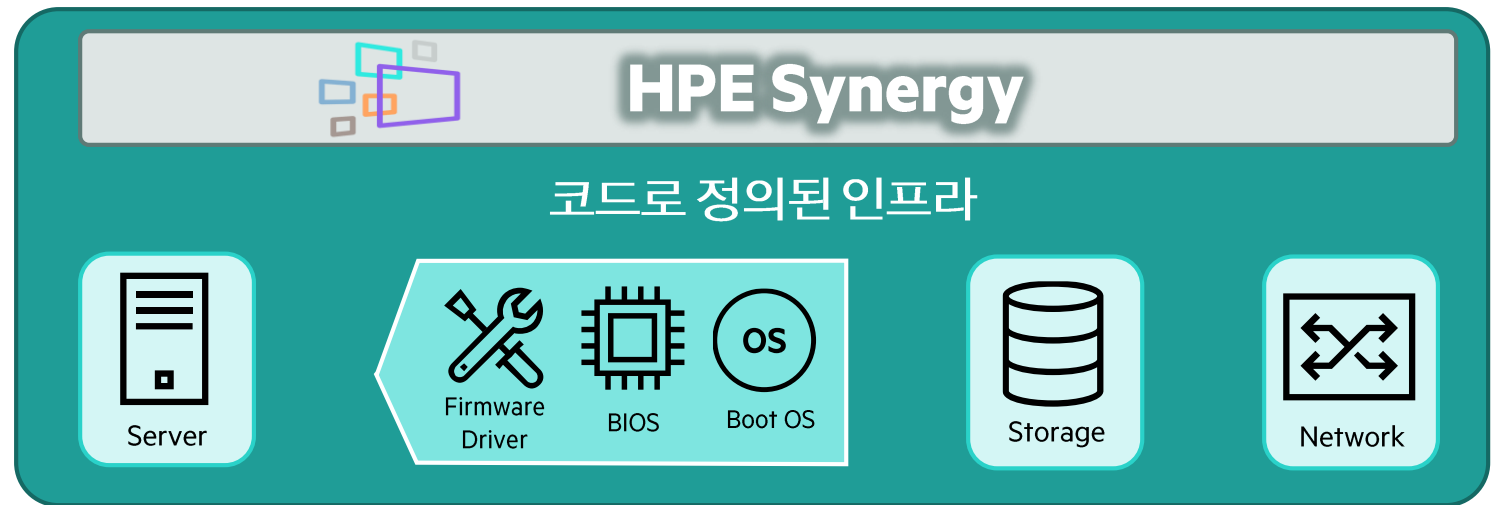 HPE Synergy
코드로 정의된 인프라
Server
Firmware
Driver
BIOS
OS
Boot OS
Storage
Network